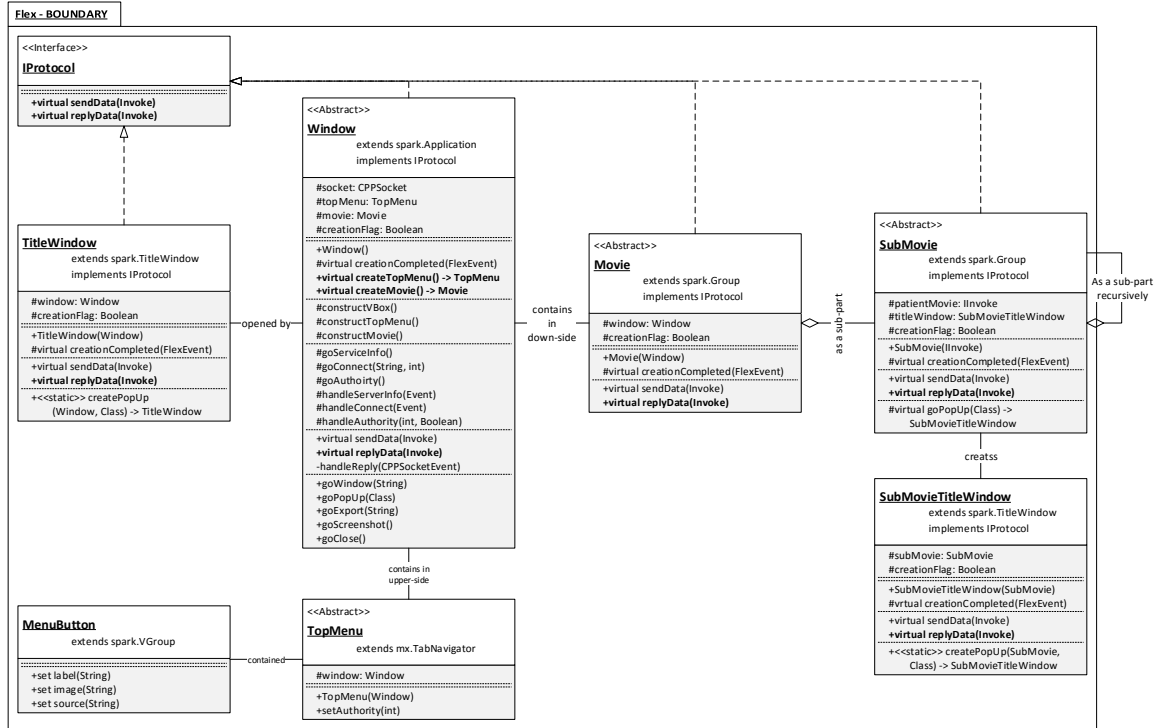 Flex - BOUNDARY
<<Interface>>
IProtocol
+virtual sendData(Invoke)
+virtual replyData(Invoke)
TitleWindow
extends spark.TitleWindow
implements IProtocol
#window: Window
#creationFlag: Boolean
+TitleWindow(Window)
#virtual creationCompleted(FlexEvent)
+virtual sendData(Invoke)
+virtual replyData(Invoke)
+<<static>> createPopUp
(Window, Class) -> TitleWindow
opened by
<<Abstract>>
Window
extends spark.Application
implements IProtocol
#socket: CPPSocket
#topMenu: TopMenu
#movie: Movie
#creationFlag: Boolean
+Window()
#virtual creationCompleted(FlexEvent)
+virtual createTopMenu() -> TopMenu
+virtual createMovie() -> Movie
#constructVBox()
#constructTopMenu()
#constructMovie()
#goServiceInfo()
#goConnect(String, int)
#goAuthority()
#handleServerInfo(Event)
#handleConnect(Event)
#handleAuthority(int, Boolean)
+virtual sendData(Invoke)
+virtual replyData(Invoke)
-handleReply(CPPSocketEvent)
+goWindow(String)
+goPopUp(Class)
+goExport(String)
+goScreenshot()
+goClose()
contains
in
down-side
<<Abstract>>
Movie
extends spark.Group
implements IProtocol
#window: Window
#creationFlag: Boolean
+Movie(Window)
#virtual creationCompleted(FlexEvent)
+virtual sendData(Invoke)
+virtual replyData(Invoke)
as a sub-part
<<Abstract>>
SubMovie
extends spark.Group
implements IProtocol
#patientMovie: IInvoke
#titleWindow: SubMovieTitleWindow
#creationFlag: Boolean
+SubMovie(IInvoke)
#virtual creationCompleted(FlexEvent)
+virtual sendData(Invoke)
+virtual replyData(Invoke)
#virtual goPopUp(Class) ->
SubMovieTitleWindow
As a sub-part
recursively
creatss
SubMovieTitleWindow
extends spark.TitleWindow
implements IProtocol
#subMovie: SubMovie
#creationFlag: Boolean
+SubMovieTitleWindow(SubMovie)
#vrtual creationCompleted(FlexEvent)
+virtual sendData(Invoke)
+virtual replyData(Invoke)
+<<static>> createPopUp(SubMovie,
Class) -> SubMovieTitleWindow
contains in
upper-side
MenuButton
extends spark.VGroup
+set label(String)
+set image(String)
+set source(String)
contained
<<Abstract>>
TopMenu
extends mx.TabNavigator
#window: Window
+TopMenu(Window)
+setAuthority(int)